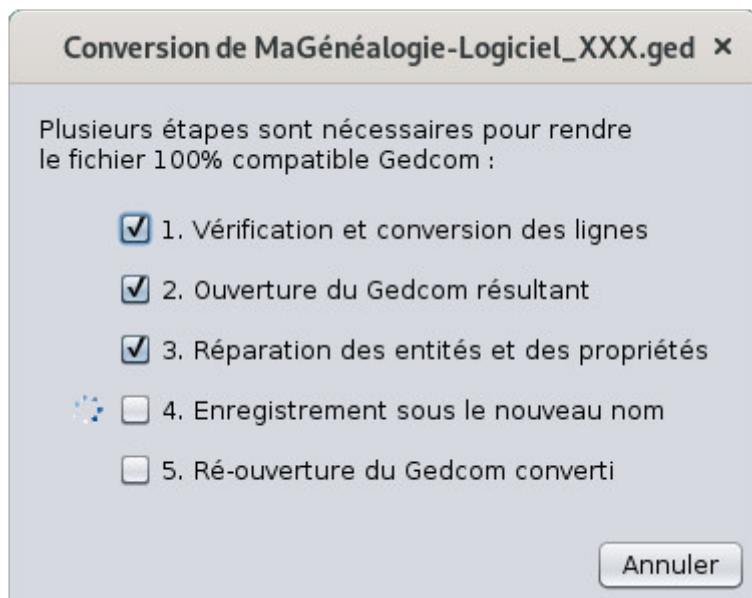 Conversion de MaGénéalogie-Logiciel_XXX.ged ×
Plusieurs étapes sont nécessaires pour rendre
le fichier 100% compatible Gedcom :
1. Vérification et conversion des lignes
2. Ouverture du Gedcom résultant
3. Réparation des entités et des propriétés
4. Enregistrement sous le nouveau nom
5. Ré-ouverture du Gedcom converti
Annuler